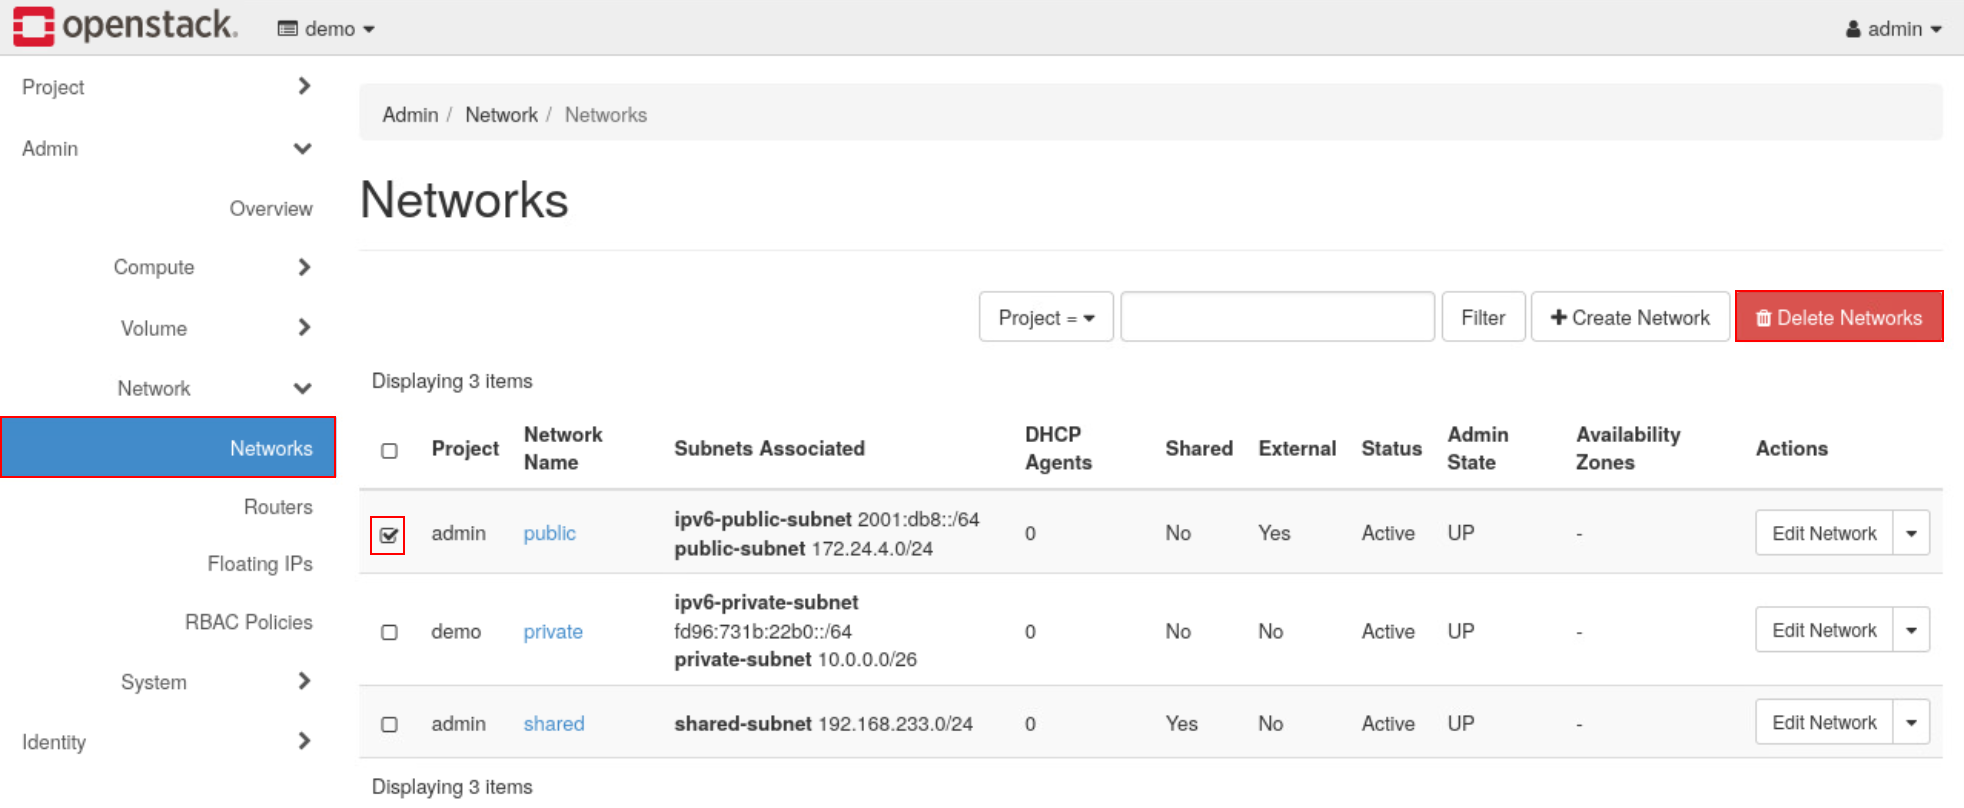 openstack.
demo
admin
Project
Admin
Overview
Compute
Volume
Network
Networks
Routers
Floating IPs
RBAC Policies
System
Identity
Admin / Network / Networks
Networks
Project =
Filter
Create Network
Delete Networks
Displaying 3 items
Project
Network Name
Subnets Associated
DHCP Agents
Shared
External
Status
Admin State
Availability Zones
Actions
admin public ipv6-public-subnet 2001:db8::/64
public-subnet 172.24.4.0/24 0 No Yes Active UP - Edit Network
demo private ipv6-private-subnet
fd96:731b:22b0::/64
private-subnet 10.0.0.0/26 0 No No Active UP - Edit Network
admin shared shared-subnet 192.168.233.0/24 0 Yes No Active UP - Edit Network
Displaying 3 items